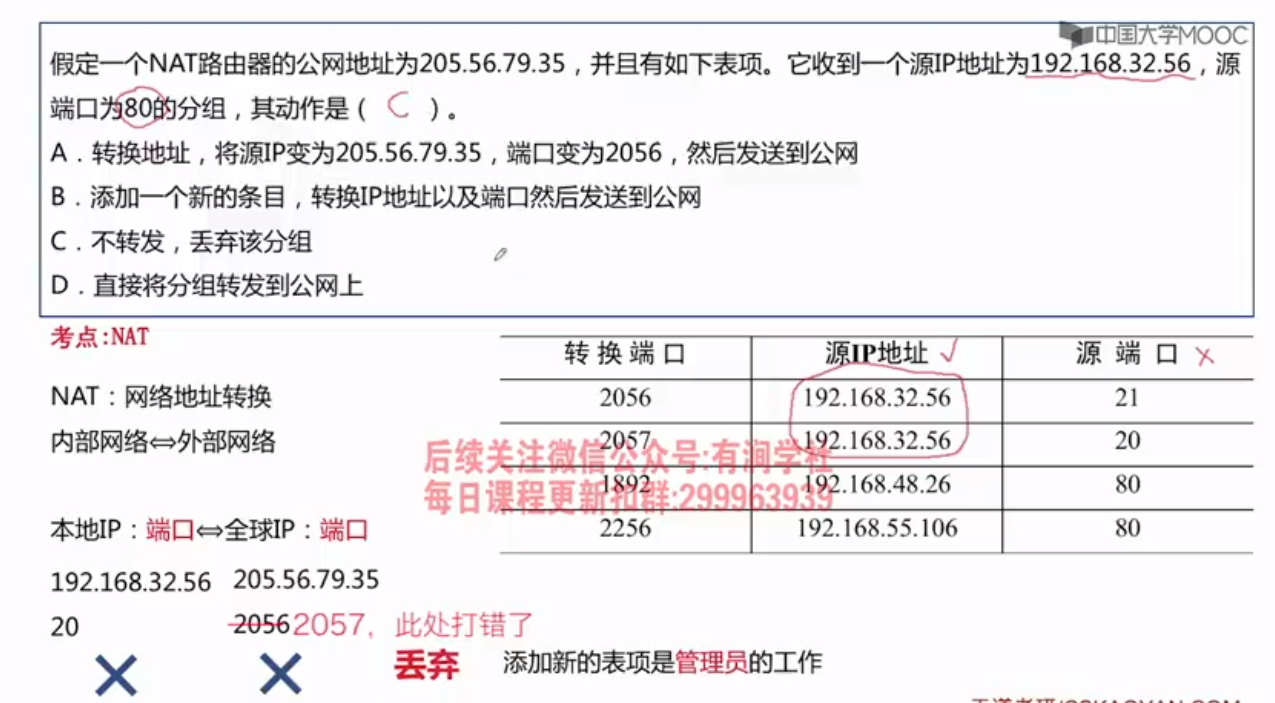 中国大学MOOC
假定一个NAT路由器的公网地址为205.56.79.35，并且有如下表项。它收到一个源IP地址为192.168.32.56，源
端口为80的分组，其动作是（ C ）。
A．转换地址，将源IP变为205.56.79.35，端口变为2056，然后发送到公网
B．添加一个新的条目，转换IP地址以及端口然后发送到公网
C．不转发，丢弃该分组
D．直接将分组转发到公网上
考点:NAT
NAT：网络地址转换
内部网络⇔外部网络
本地IP：端口⇔全球IP：端口
192.168.32.56 205.56.79.35
20 2056 2057，此处打错了
丢弃 添加新的表项是管理员的工作
转换端口 源IP地址 源端口
2056 192.168.32.56 21
2057 192.168.32.56 20
1892 192.168.48.26 80
2256 192.168.55.106 80
后续关注微信公众号:有涧学社
每日课程更新扣群:299963939